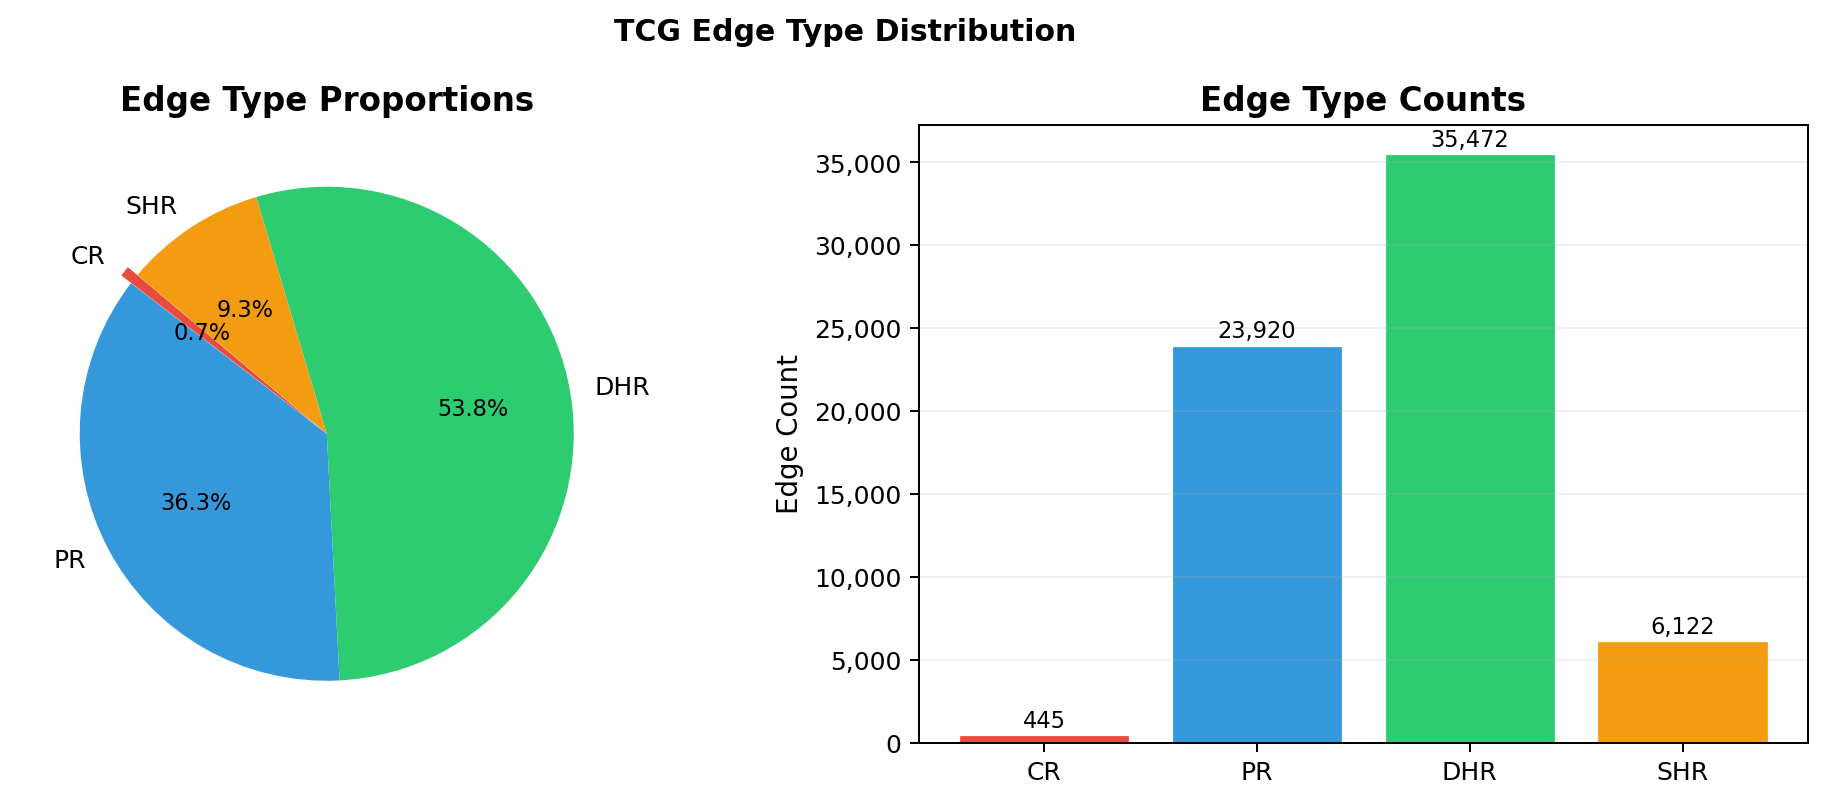 TCG Edge Type Distribution
Edge Type Proportions
SHR
CR
9.3%
0.7%
DHR
53.8%
36.3%
PR
Edge Type Counts
35,472
35,000
30,000
25,000
23,920
20,000
Edge Count
15,000
10,000
6,122
5,000
445
0
CR PR DHR SHR